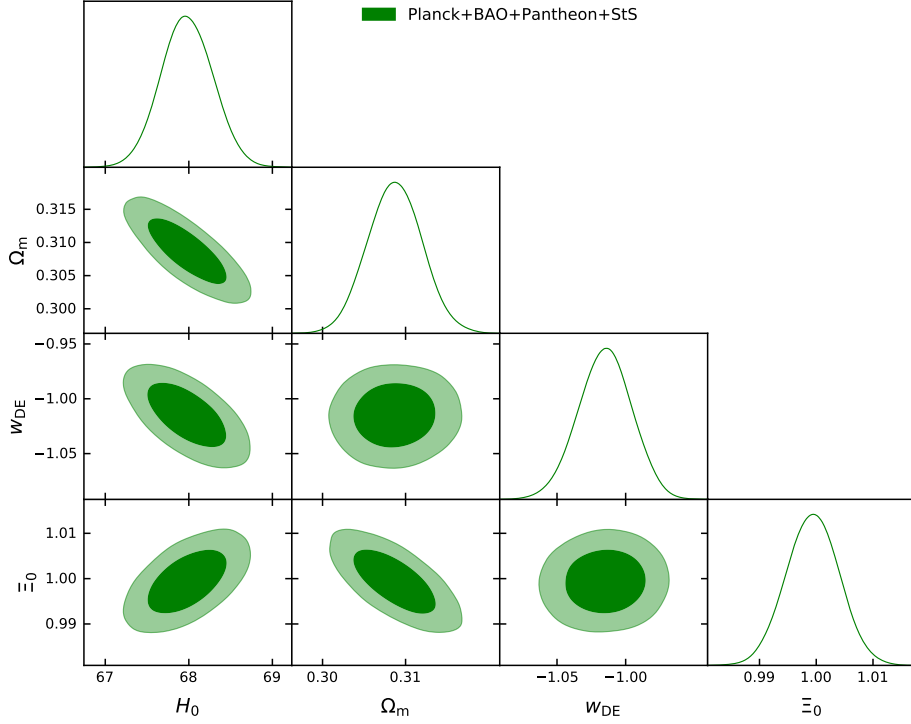 Planck+BAO+Pantheon+StS
0.315
0.310
0.305
0.300
Ωm
−0.95
−1.00
−1.05
wDE
1.01
1.00
0.99
Ξ0
67 68 69
0.30 0.31
−1.05 −1.00
0.99 1.00 1.01
H0
Ωm
wDE
Ξ0